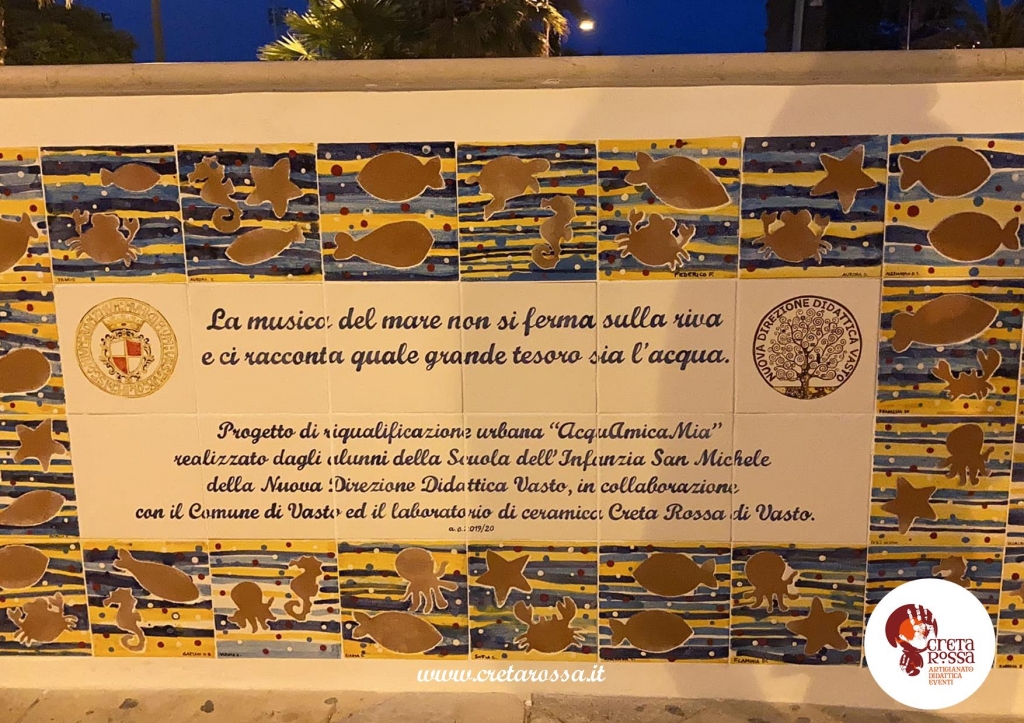 FEDERICO P.
AURORA S.
La musica del mare non si ferma sulla riva
e ci racconta quale grande tesoro sia l'acqua.
NUOVA DIREZIONE DIDATTICA VASTO
Progetto di riqualificazione urbana “AcquAmicaMia”
realizzato dagli alunni della Scuola dell'Infanzia San Michele
della Nuova Direzione Didattica Vasto, in collaborazione
con il Comune di Vasto ed il laboratorio di ceramica Creta Rossa di Vasto.
a.s. 2019/20
www.cretarossa.it
CRETA
ROSSA
ARTIGIANATO
DIDATTICA
EVENTI